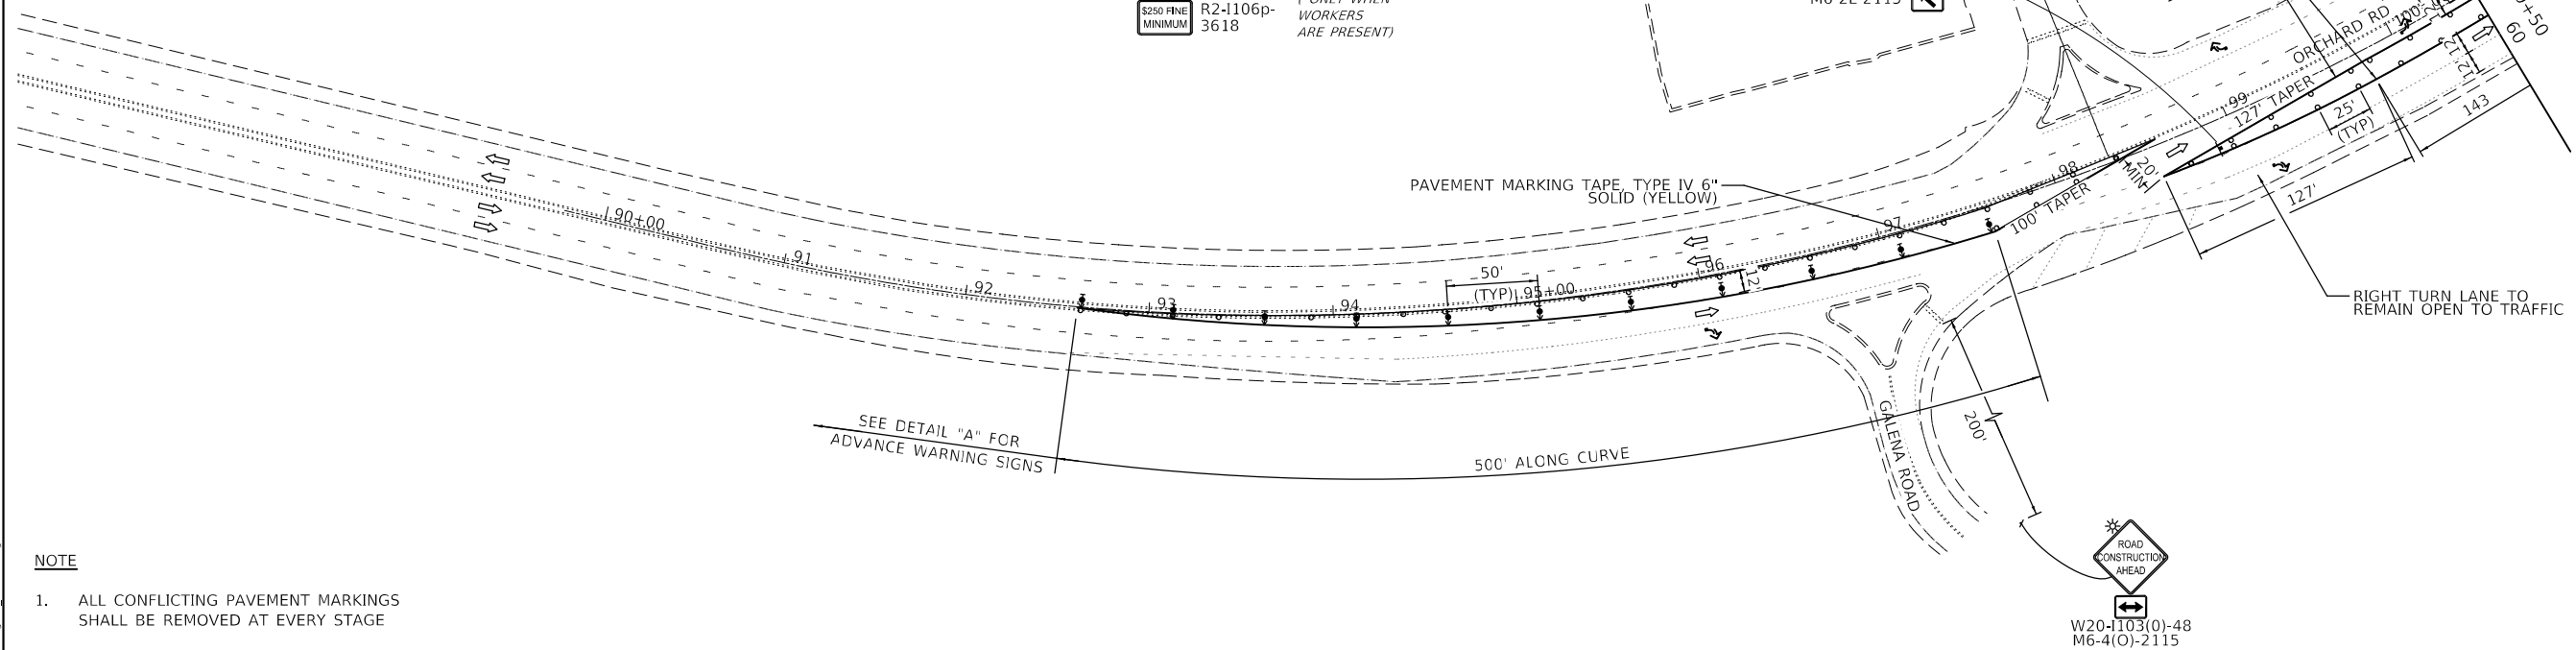 $250 FINE
MINIMUM
R2-I106p-
3618
WORKERS
ARE PRESENT)
ORCHARD RD
100'
60
12'
12'
143
99
127' TAPER
25'
(TYP)
98
20'
MIN
127'
100' TAPER
PAVEMENT MARKING TAPE, TYPE IV 6"
SOLID (YELLOW)
97
96
12'
50'
(TYP)
95+00
94
93
92
91
90+00
RIGHT TURN LANE TO
REMAIN OPEN TO TRAFFIC
SEE DETAIL "A" FOR
ADVANCE WARNING SIGNS
500' ALONG CURVE
GALENA ROAD
200'
ROAD
CONSTRUCTION
AHEAD
W20-I103(0)-48
M6-4(O)-2115
NOTE
1. ALL CONFLICTING PAVEMENT MARKINGS
SHALL BE REMOVED AT EVERY STAGE